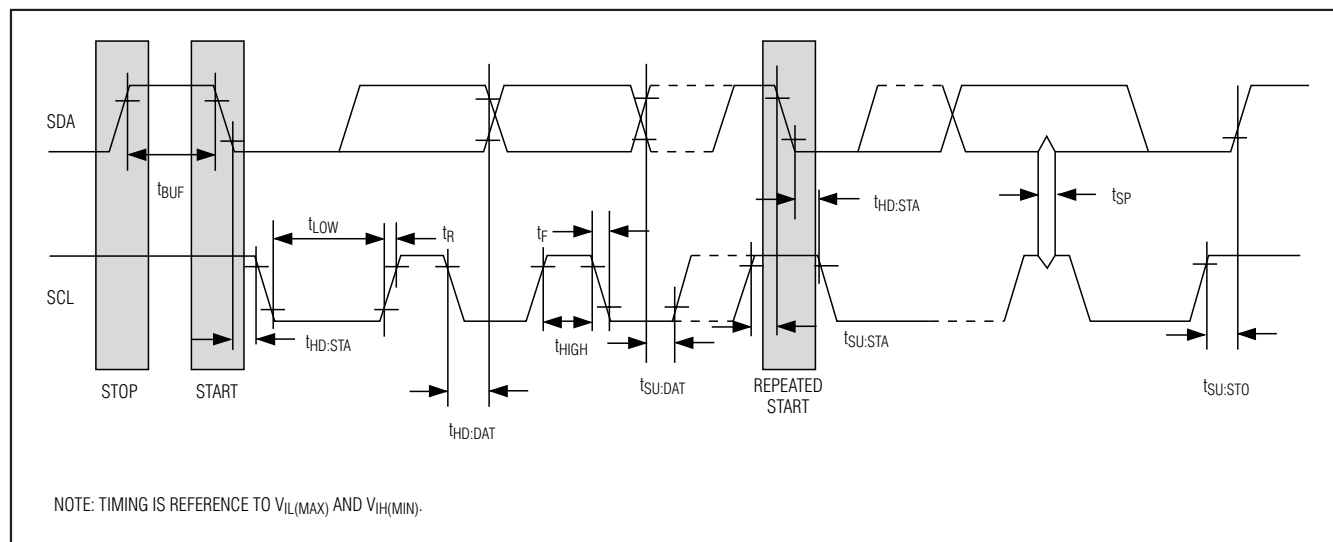 SDA
tBUF
tHD:STA
tSP
tLOW
tR
tF
SCL
tHD:STA
tHIGH
tSU:STA
tSU:DAT
tSU:STO
STOP
START
REPEATED
START
tHD:DAT
NOTE: TIMING IS REFERENCE TO VIL(MAX) AND VIH(MIN).